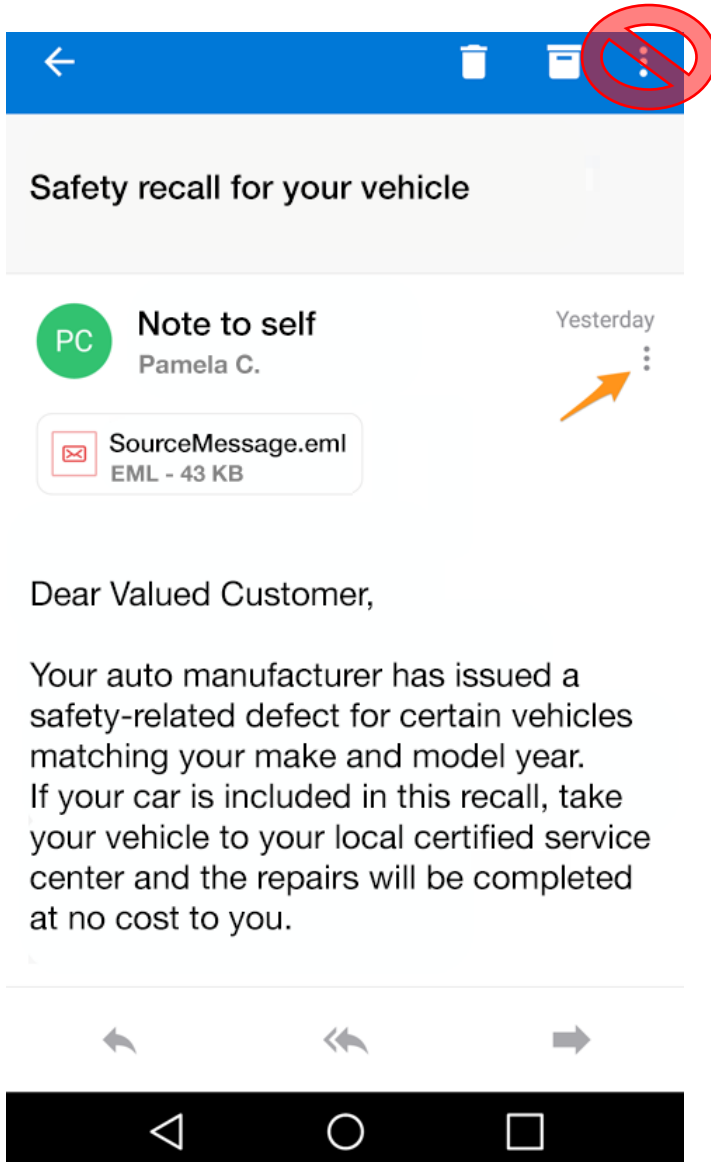 Safety recall for your vehicle
PC
Note to self
Yesterday
Pamela C.
SourceMessage.eml
EML - 43 KB
Dear Valued Customer,
Your auto manufacturer has issued a
safety-related defect for certain vehicles
matching your make and model year.
If your car is included in this recall, take
your vehicle to your local certified service
center and the repairs will be completed
at no cost to you.